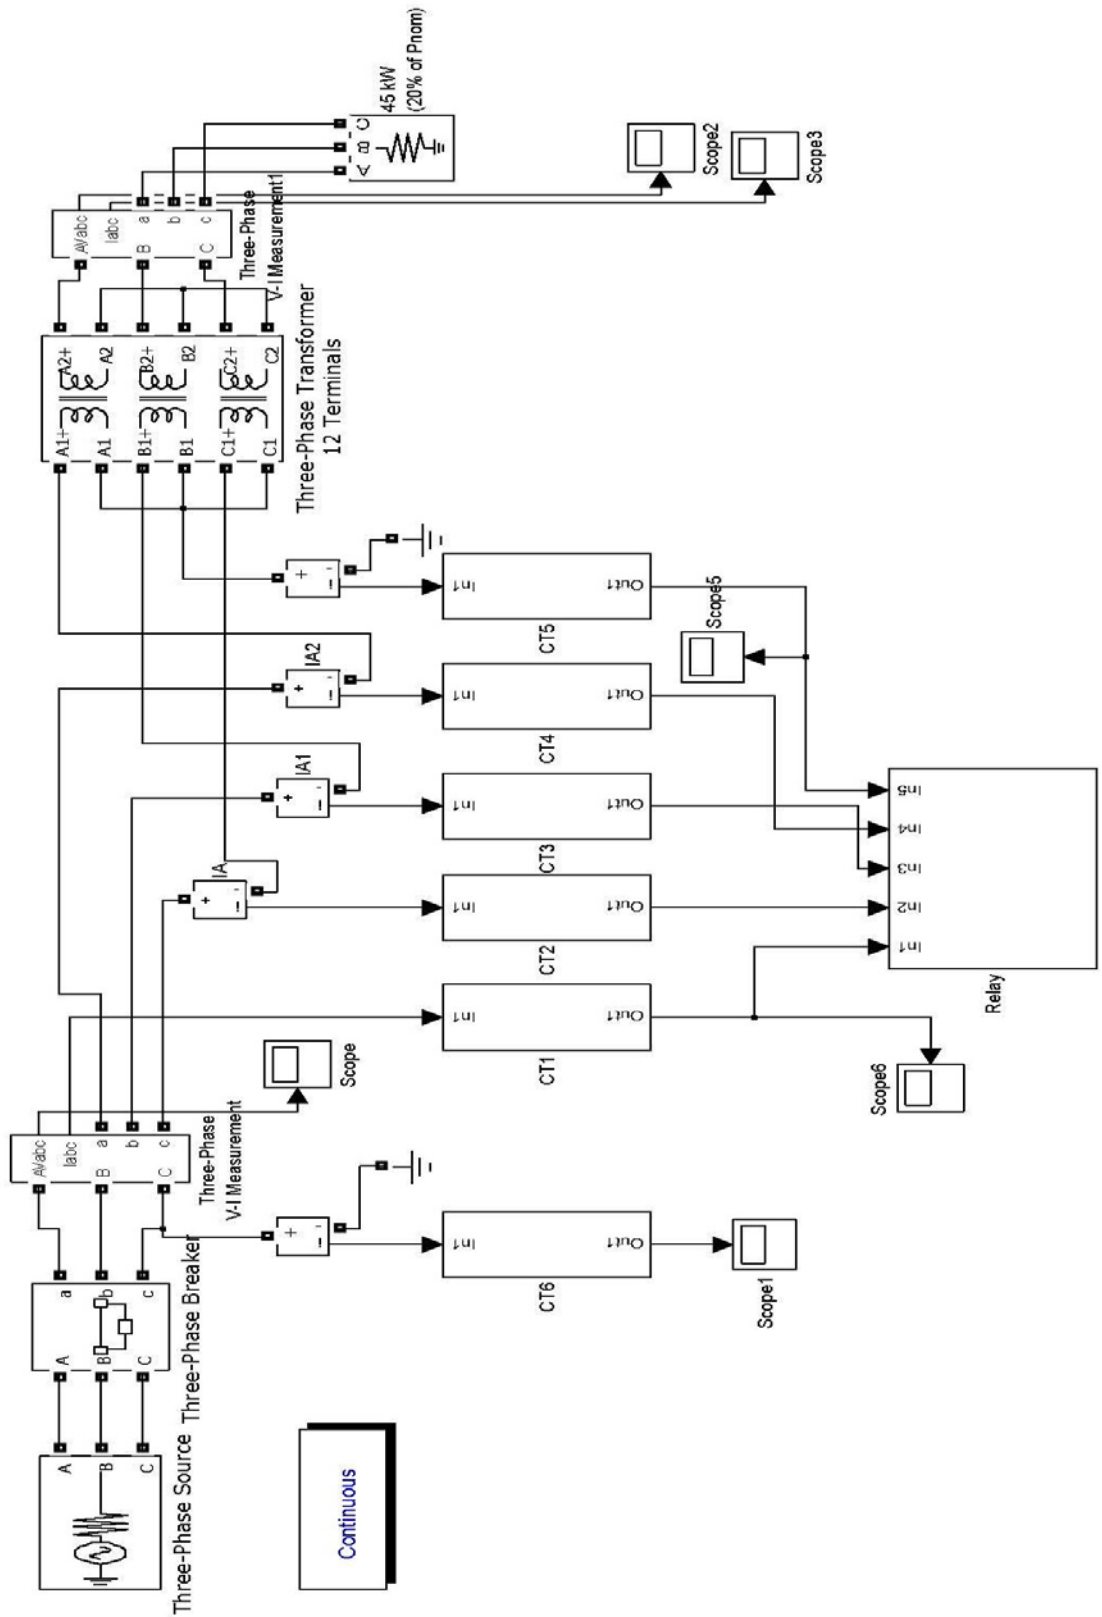 Three-Phase Source
A
B
C
Three-Phase Breaker
A
B
C
a
b
c
Three-Phase
V-I Measurement
AVabc
Iabc
B
a
b
C
c
Scope
Continuous
In1
Out1
CT6
Scope1
In1
Out1
CT1
Scope6
IA
+
-
In1
Out1
CT2
IA1
+
-
In1
Out1
CT3
IA2
+
-
In1
Out1
CT4
+
-
In1
Out1
CT5
Scope5
In1
In2
In3
In4
In5
Relay
A1+
A1
B1+
B1
C1+
C1
A2+
A2
B2+
B2
C2+
C2
Three-Phase Transformer
12 Terminals
AVabc
Iabc
B
a
b
C
c
Three-Phase
V-I Measurement1
A
B
C
45 kW
(20% of Pnom)
Scope2
Scope3